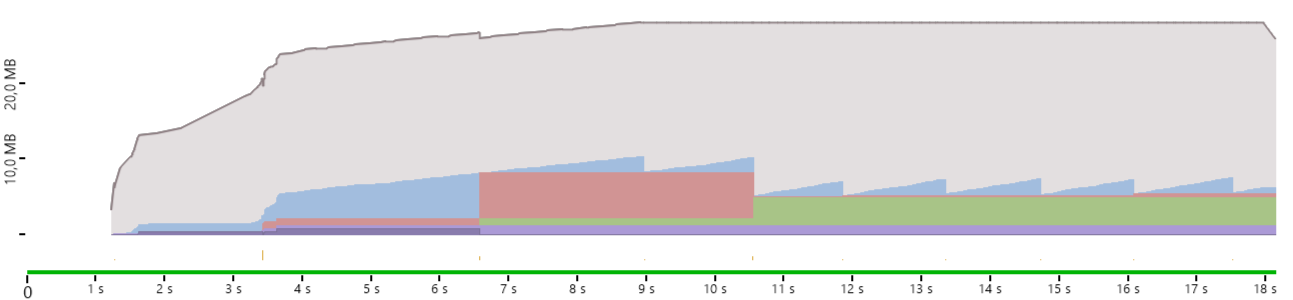 20,0 MB
10,0 MB
0
1 s
2 s
3 s
4 s
5 s
6 s
7 s
8 s
9 s
10 s
11 s
12 s
13 s
14 s
15 s
16 s
17 s
18 s